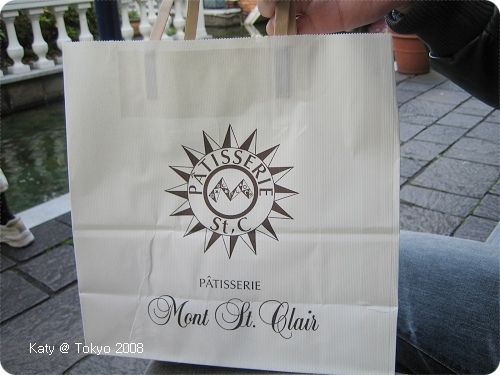 PÂTISSERIE
M
St, C
PÂTISSERIE
Mont St. Clair
Katy @ Tokyo 2008